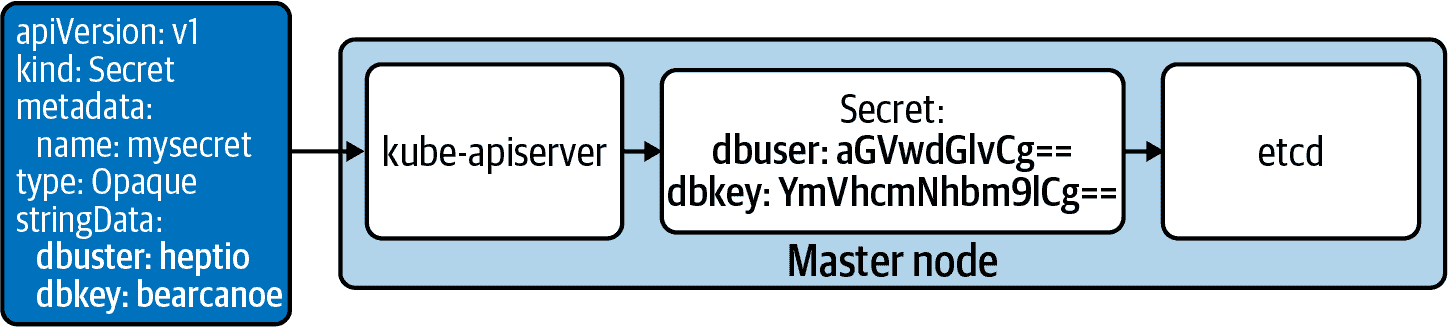 apiVersion: v1
kind: Secret
metadata:
name: mysecret
type: Opaque
stringData:
dbuster: heptio
dbkey: bearcanoe
kube-apiserver
Secret:
dbuser: aGVwdGlvCg==
dbkey: YmVhcmNhbm9lCg==
etcd
Master node